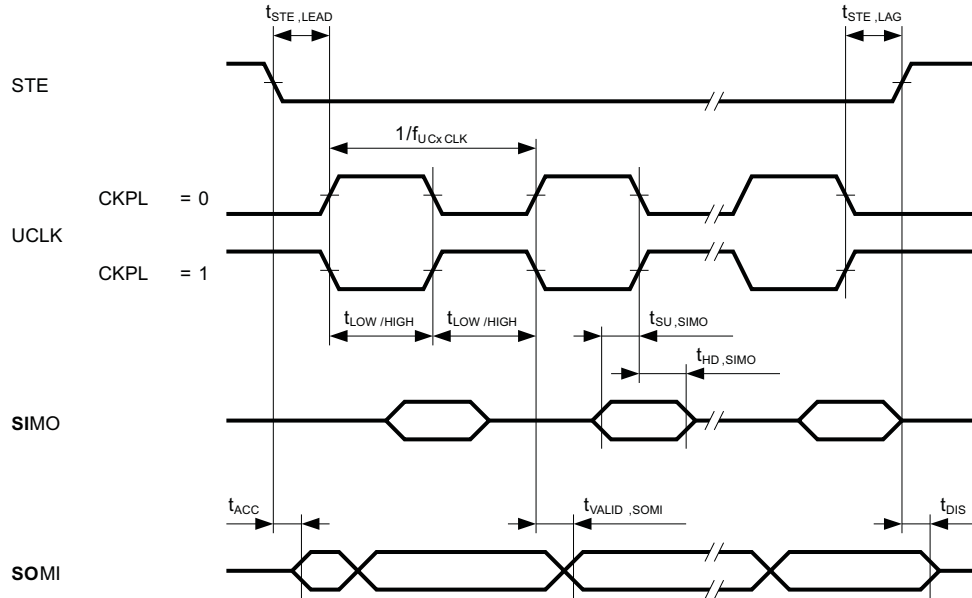 tSTE,LEAD
tSTE,LAG
STE
1/fUCxCLK
CKPL = 0
UCLK
CKPL = 1
tLOW/HIGH tLOW/HIGH
tSU,SIMO
tHD,SIMO
SIMO
tACC
tVALID,SOMI
tDIS
SOMI